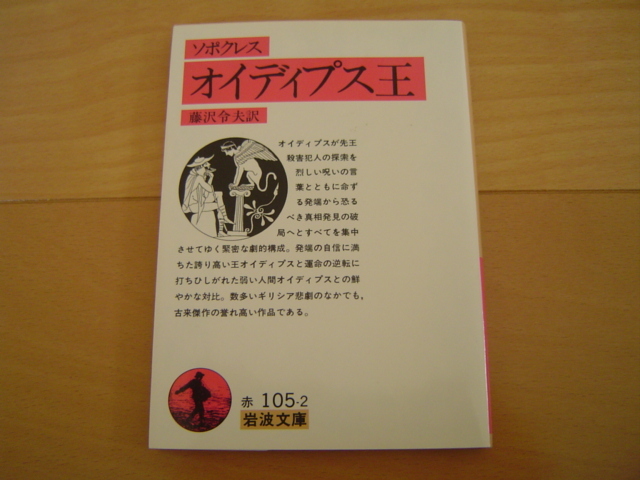 ソポクレス
オイディプス王
藤沢令夫訳
オイディプスが先王
殺害犯人の探索を
烈しい呪いの言
葉とともに命ず
る発端から恐る
べき真相発見の破
局へとすべてを集中
させてゆく緊密な劇的構成。発端の自信に満
ちた誇り高い王オイディプスと運命の逆転に
打ちひしがれた弱い人間オイディプスとの鮮
やかな対比。数多いギリシア悲劇のなかでも、
古来傑作の誉れ高い作品である。
赤 105-2
岩波文庫